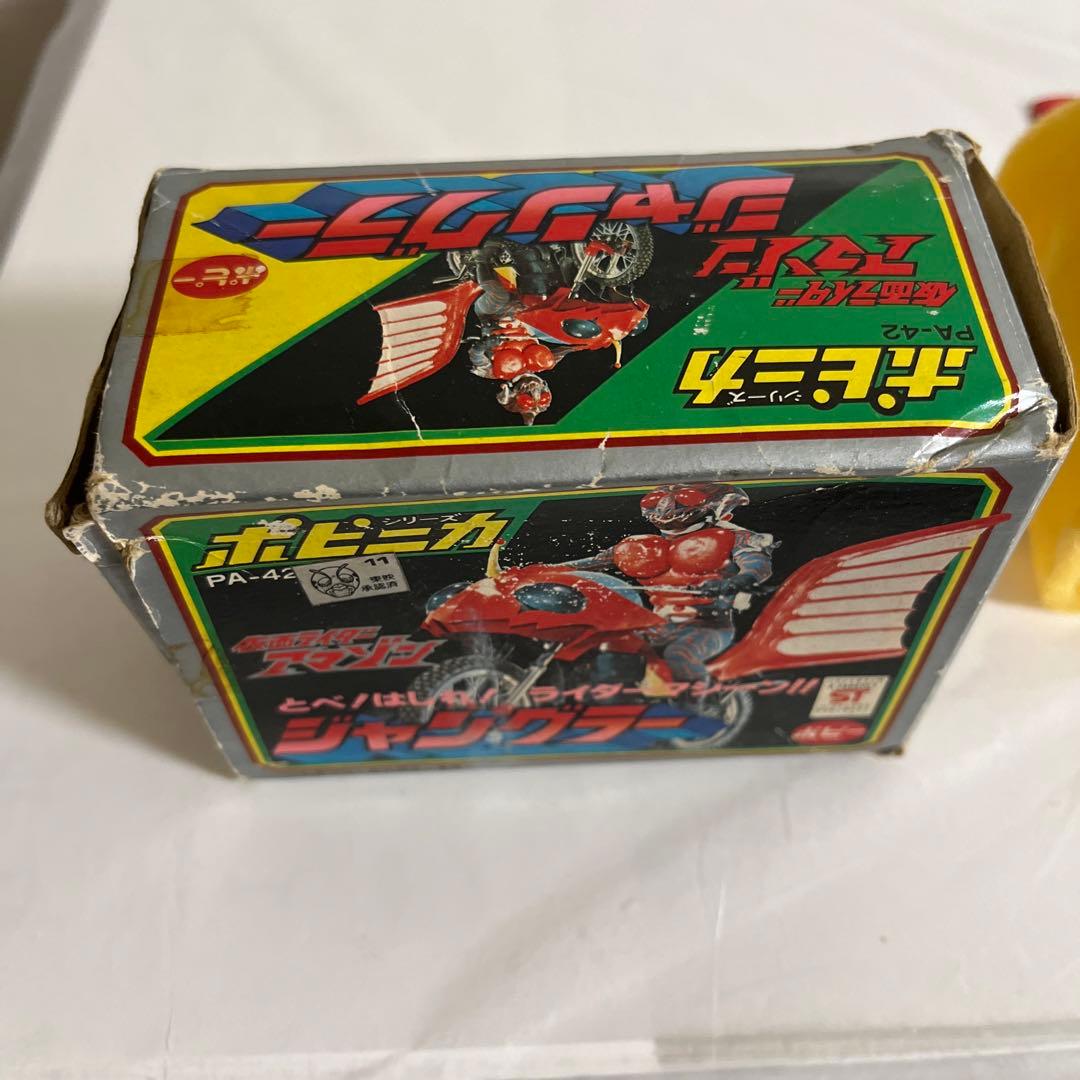 ジャングラー
仮面ライダー
アマゾン
ポピー
PA-42
ポピニカ
シリーズ
ポピニカ
シリーズ
PA-42
11
東映
承認済
仮面ライダー
アマゾン
とべ!はしれ! ライダーマシーン!!
ジャングラー
ST
ポピー